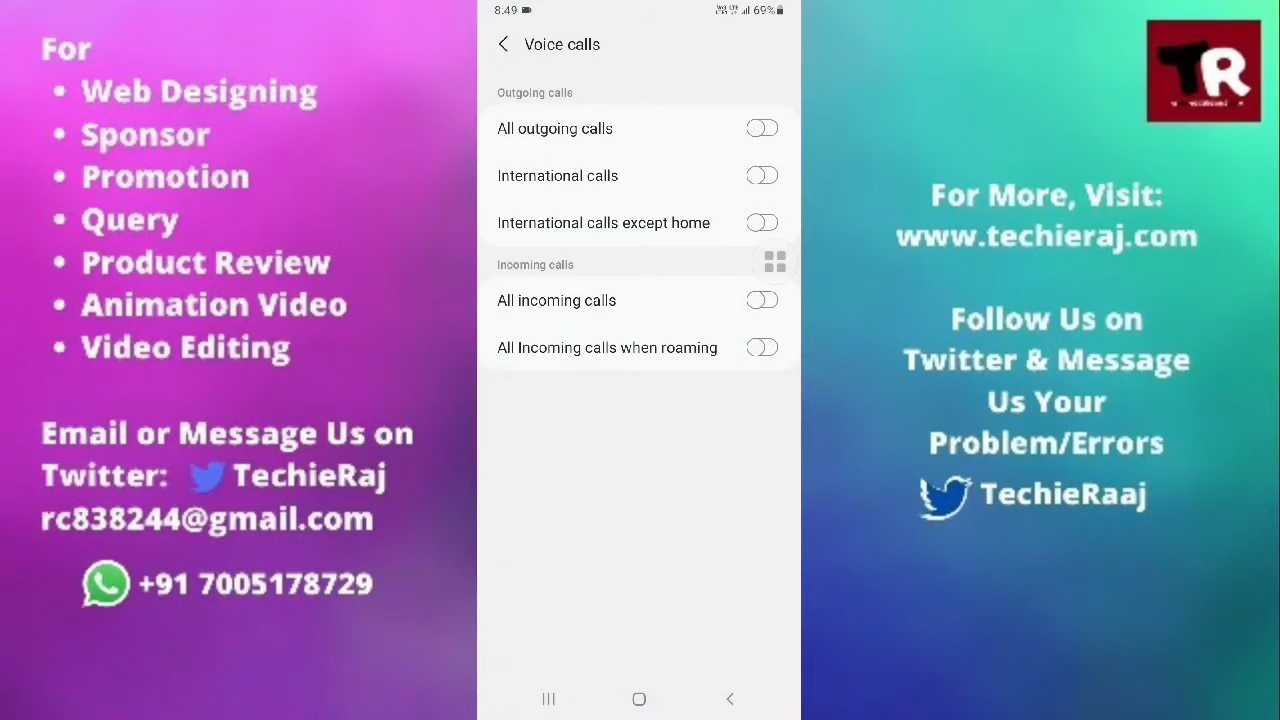 For
• Web Designing
• Sponsor
• Promotion
• Query
• Product Review
• Animation Video
• Video Editing
Email or Message Us on
Twitter: TechieRaj
rc838244@gmail.com
+91 7005178729
8:49
69%
Voice calls
Outgoing calls
All outgoing calls
International calls
International calls except home
Incoming calls
All incoming calls
All Incoming calls when roaming
TR
For More, Visit:
www.techieraj.com
Follow Us on
Twitter & Message
Us Your
Problem/Errors
TechieRaaj